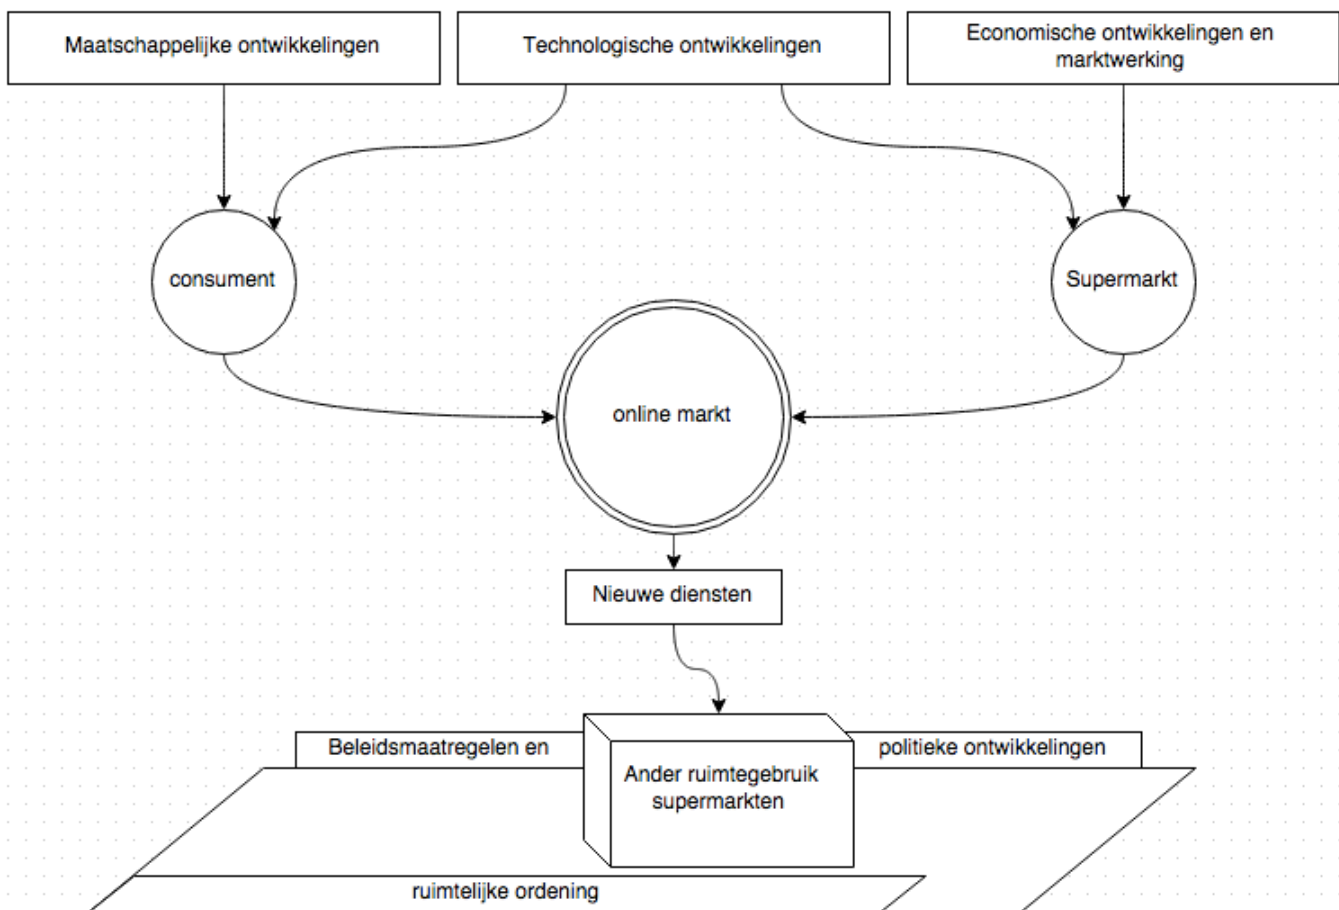 Maatschappelijke ontwikkelingen
Technologische ontwikkelingen
Economische ontwikkelingen en
marktwerking
consument
Supermarkt
online markt
Nieuwe diensten
Beleidsmaatregelen en
politieke ontwikkelingen
Ander ruimtegebruik
supermarkten
ruimtelijke ordening